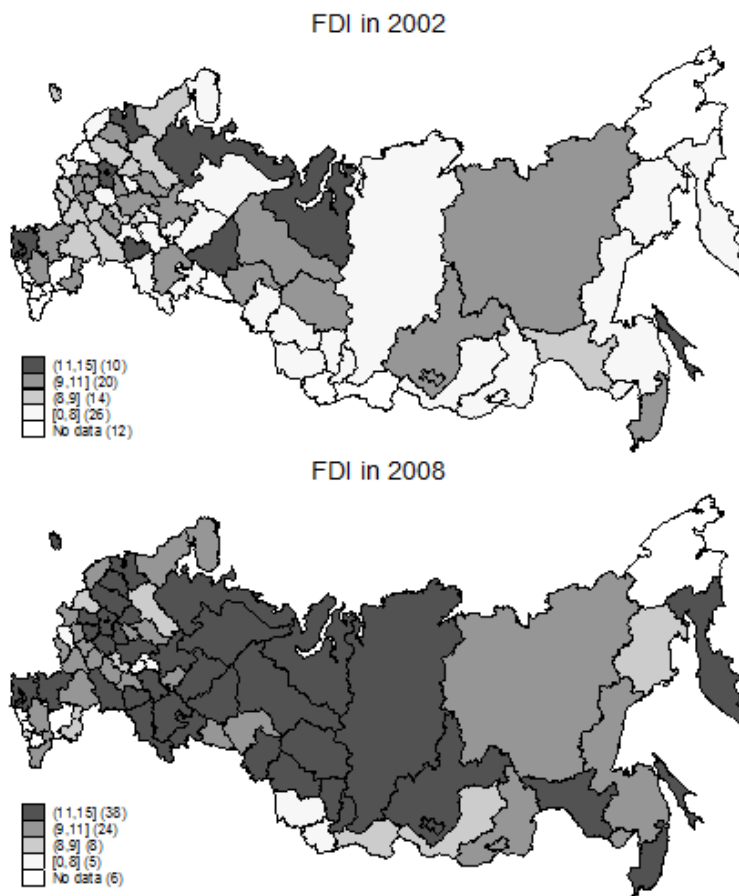 FDI in 2002
(11,15] (10)
(9,11] (20)
(8,9] (14)
[0,8] (26)
No data (12)
FDI in 2008
(11,15] (38)
(9,11] (24)
(8,9] (8)
[0,8] (5)
No data (6)